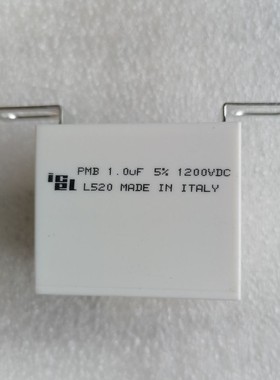 icel PMB 1.0uF 5% 1200VDC
L520 MADE IN ITALY